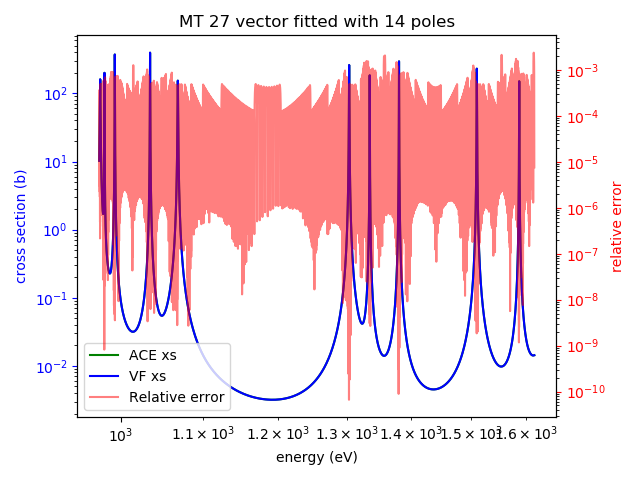 MT 27 vector fitted with 14 poles
10²
10¹
10⁰
10⁻¹
10⁻²
cross section (b)
10⁻³
10⁻⁴
10⁻⁵
10⁻⁶
10⁻⁷
10⁻⁸
10⁻⁹
10⁻¹⁰
relative error
ACE xs
VF xs
Relative error
10³ 1.1 × 10³ 1.2 × 10³ 1.3 × 10³ 1.4 × 10³ 1.5 × 10³ 1.6 × 10³
energy (eV)